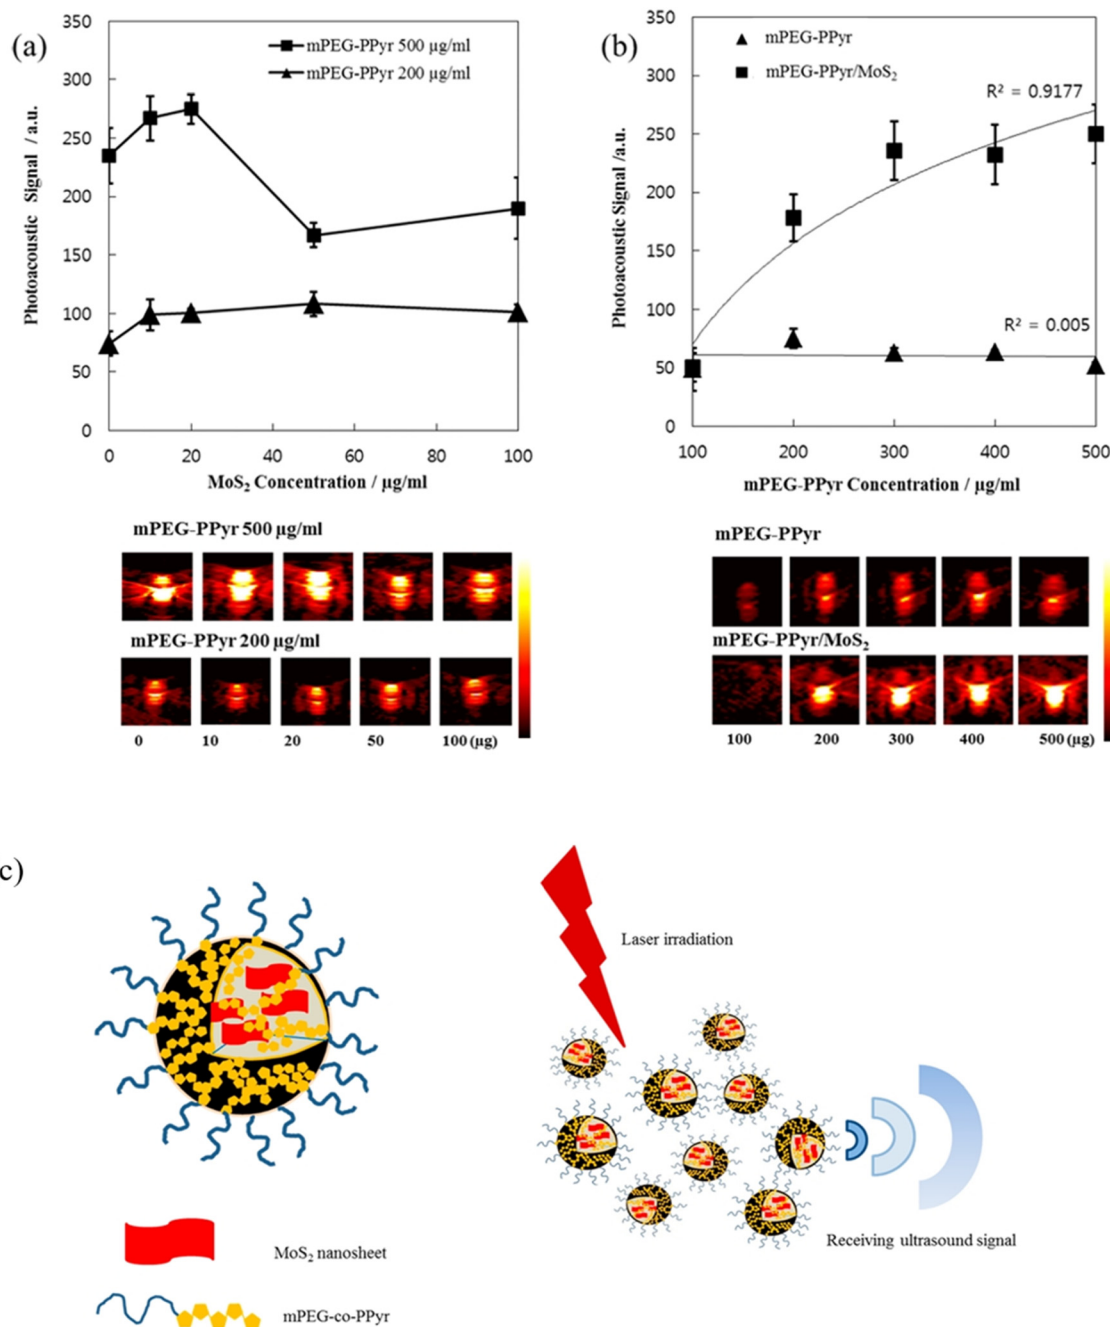 (a)
350
300
250
200
150
100
50
0
Photoacoustic Signal / a.u.
mPEG-PPyr 500 µg/ml
mPEG-PPyr 200 µg/ml
0 20 40 60 80 100
MoS₂ Concentration / µg/ml
mPEG-PPyr 500 µg/ml
mPEG-PPyr 200 µg/ml
0 10 20 50 100 (µg)
(b)
350
300
250
200
150
100
50
0
Photoacoustic Signal /a.u.
mPEG-PPyr
mPEG-PPyr/MoS₂
R² = 0.9177
R² = 0.005
100 200 300 400 500
mPEG-PPyr Concentration / µg/ml
mPEG-PPyr
mPEG-PPyr/MoS₂
100 200 300 400 500 (µg)
c)
Laser irradiation
Receiving ultrasound signal
MoS₂ nanosheet
mPEG-co-PPyr